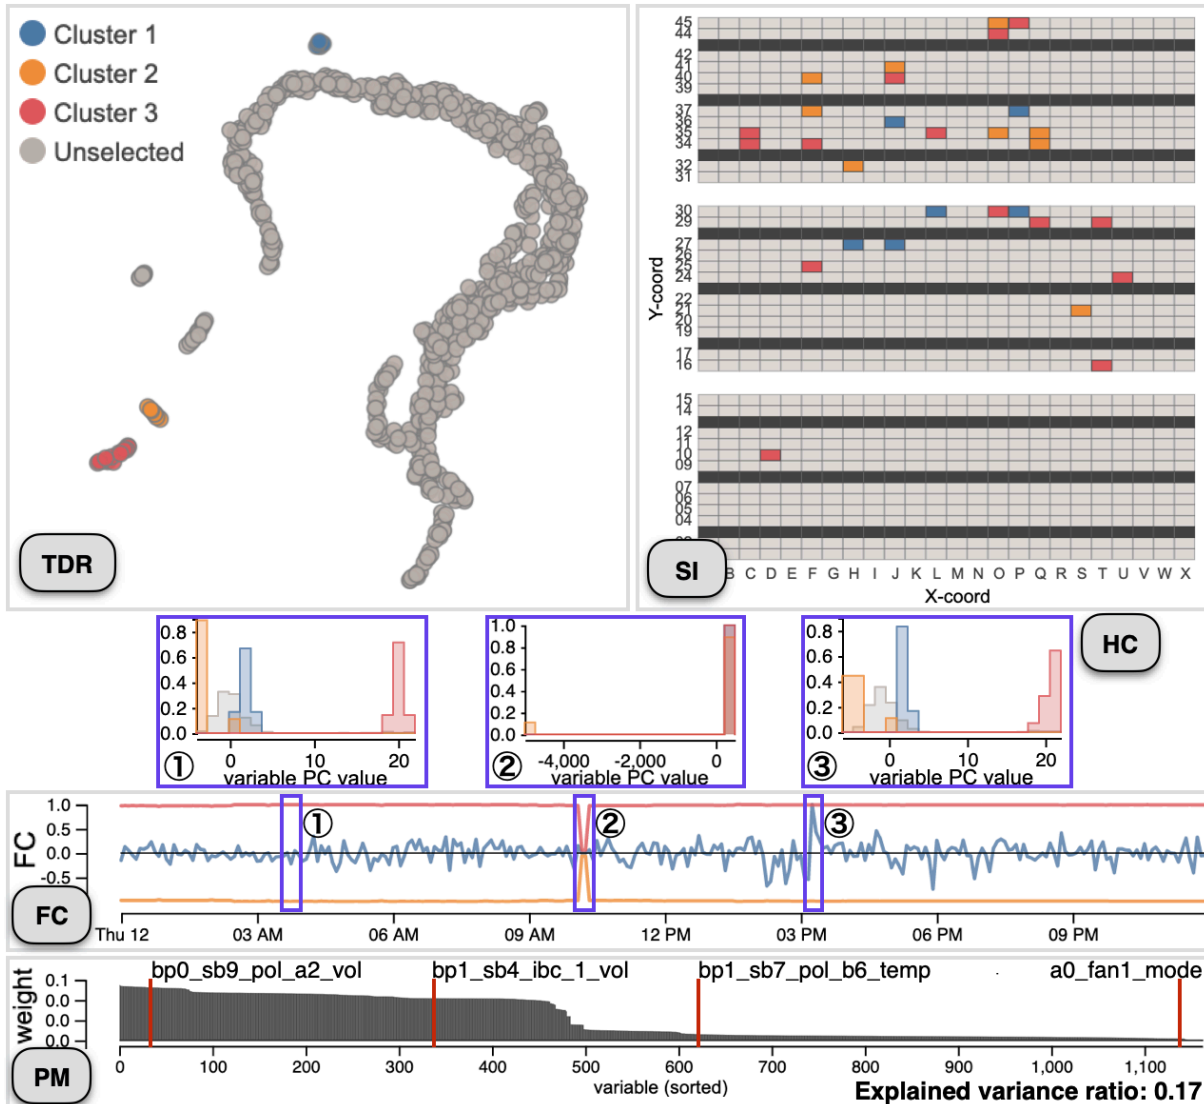 Cluster 1
Cluster 2
Cluster 3
Unselected
TDR
45
44
42
41
40
39
37
36
35
34
32
31
30
29
27
26
25
24
22
21
20
19
17
16
15
14
12
11
10
09
07
06
05
04
Y-coord
SI
C D E F G H I J K L M N O P Q R S T U V W X
X-coord
0.8
0.6
0.4
0.2
0.0
0 10 20
① variable PC value
1.0
0.8
0.6
0.4
0.2
0.0
-4,000 -2,000 0
② variable PC value
0.8
0.6
0.4
0.2
0.0
0 10 20
③ variable PC value
HC
FC
1.0
0.5
0.0
-0.5
① ② ③
FC
Thu 12 03 AM 06 AM 09 AM 12 PM 03 PM 06 PM 09 PM
weight
0.1
0.0
0.0
0.0
bp0_sb9_pol_a2_vol bp1_sb4_ibc_1_vol bp1_sb7_pol_b6_temp a0_fan1_mode
PM
0 100 200 300 400 500 600 700 800 900 1,000 1,100
variable (sorted)
Explained variance ratio: 0.17